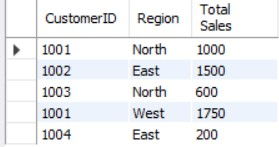 CustomerID Region Total Sales
1001 North 1000
1002 East 1500
1003 North 600
1001 West 1750
1004 East 200